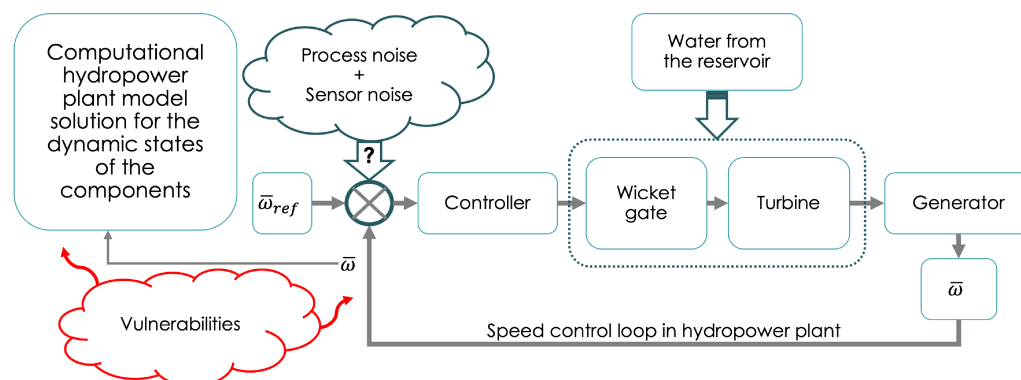 Computational
hydropower
plant model
solution for the
dynamic states
of the
components
Process noise
+
Sensor noise
Water from
the reservoir
?
ω̅_ref
Controller
Wicket
gate
Turbine
Generator
ω̅
ω̅
Vulnerabilities
Speed control loop in hydropower plant